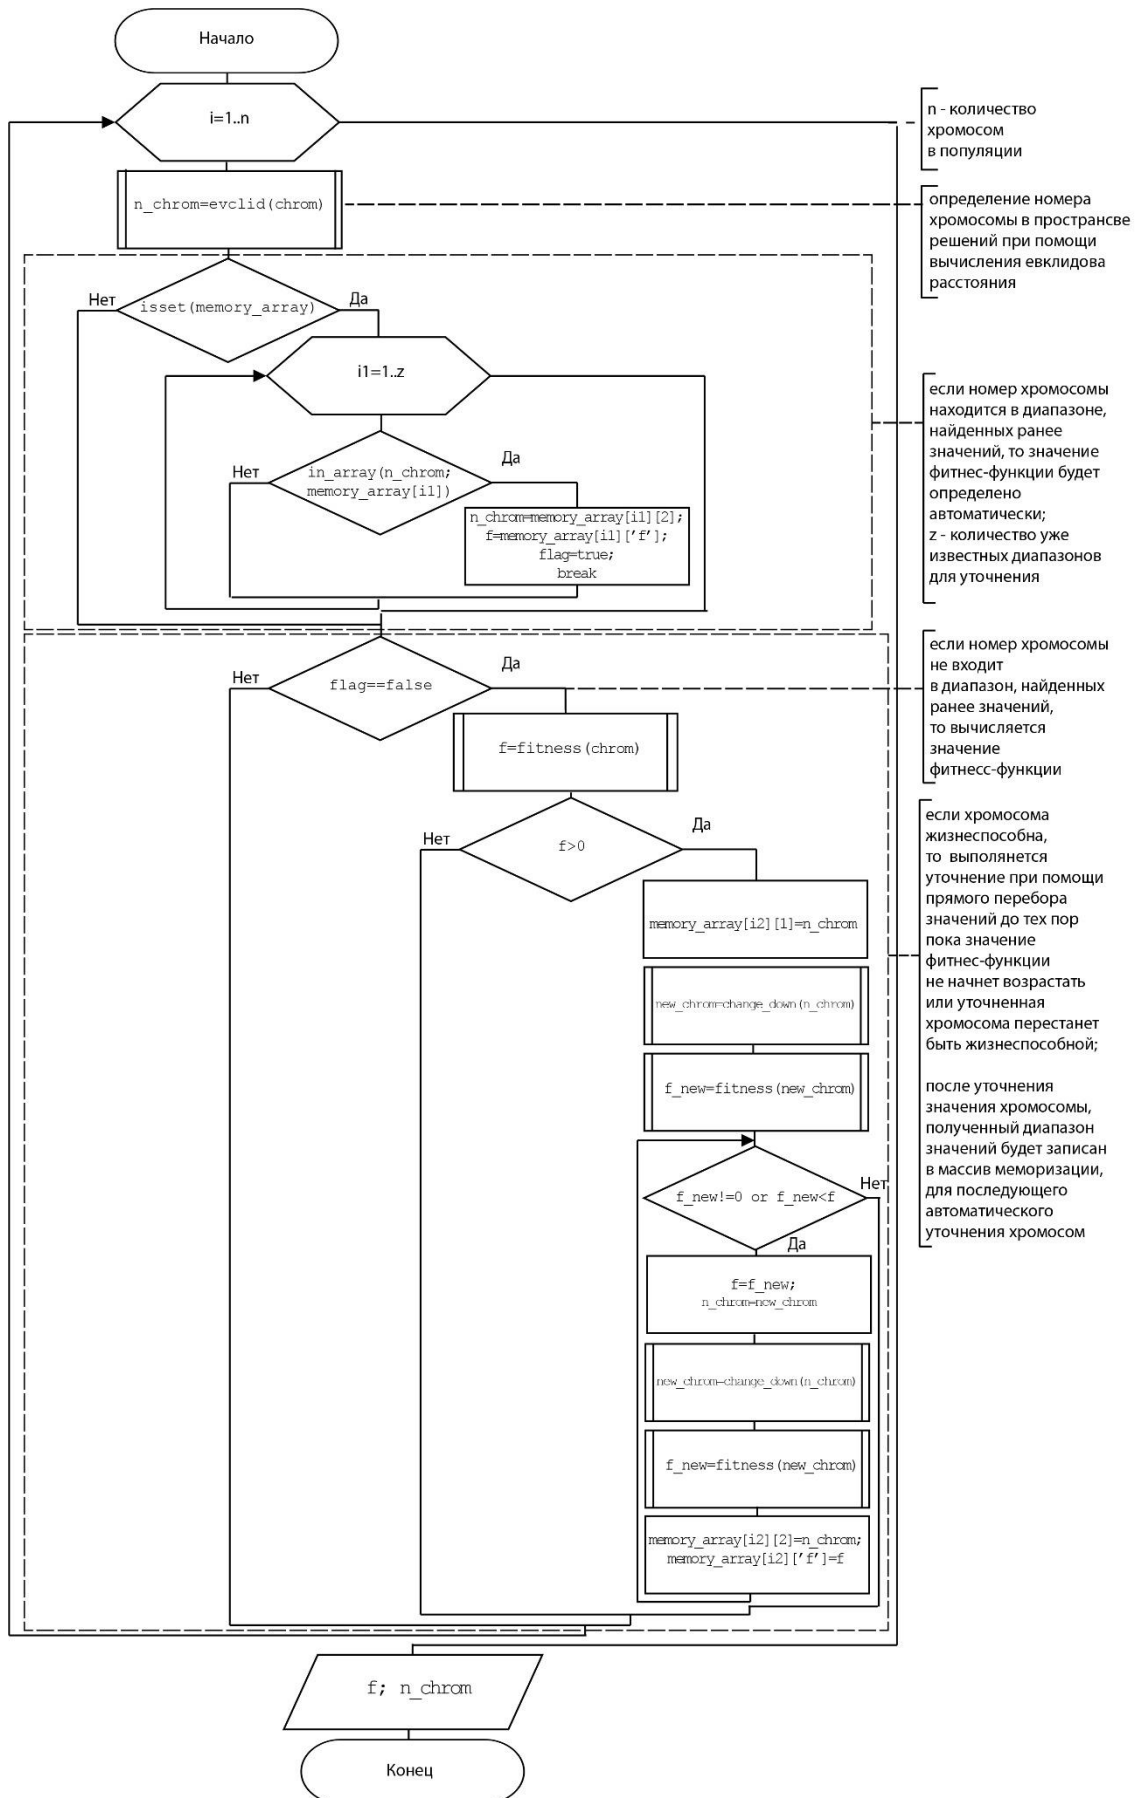 Начало
i=1..n
n - количество
хромосом
в популяции
n_chrom=evclid(chrom)
определение номера
хромосомы в пространсве
решений при помощи
вычисления евклидова
расстояния
Нет
isset(memory_array)
Да
i1=1..z
если номер хромосомы
находится в диапазоне,
найденных ранее
значений, то значение
фитнес-функции будет
определено
автоматически;
z - количество уже
известных диапазонов
для уточнения
Нет
in_array(n_chrom;
memory_array[i1])
Да
n_chrom=memory_array[i1][2];
f=memory_array[i1]['f'];
flag=true;
break
Нет
flag==false
Да
если номер хромосомы
не входит
в диапазон, найденных
ранее значений,
то вычисляется
значение
фитнесс-функции
f=fitness(chrom)
Нет
f>0
Да
если хромосома
жизнеспособна,
то выполянется
уточнение при помощи
прямого перебора
значений до тех пор
пока значение
фитнес-функции
не начнет возрастать
или уточненная
хромосома перестанет
быть жизнеспособной;
после уточнения
значения хромосомы,
полученный диапазон
значений будет записан
в массив меморизации,
для последующего
автоматического
уточнения хромосом
memory_array[i2][1]=n_chrom
new_chrom=change_down(n_chrom)
f_new=fitness(new_chrom)
f_new!=0 or f_new<f
Нет
Да
f=f_new;
n_chrom=new_chrom
new_chrom=change_down(n_chrom)
f_new=fitness(new_chrom)
memory_array[i2][2]=n_chrom;
memory_array[i2]['f']=f
f; n_chrom
Конец